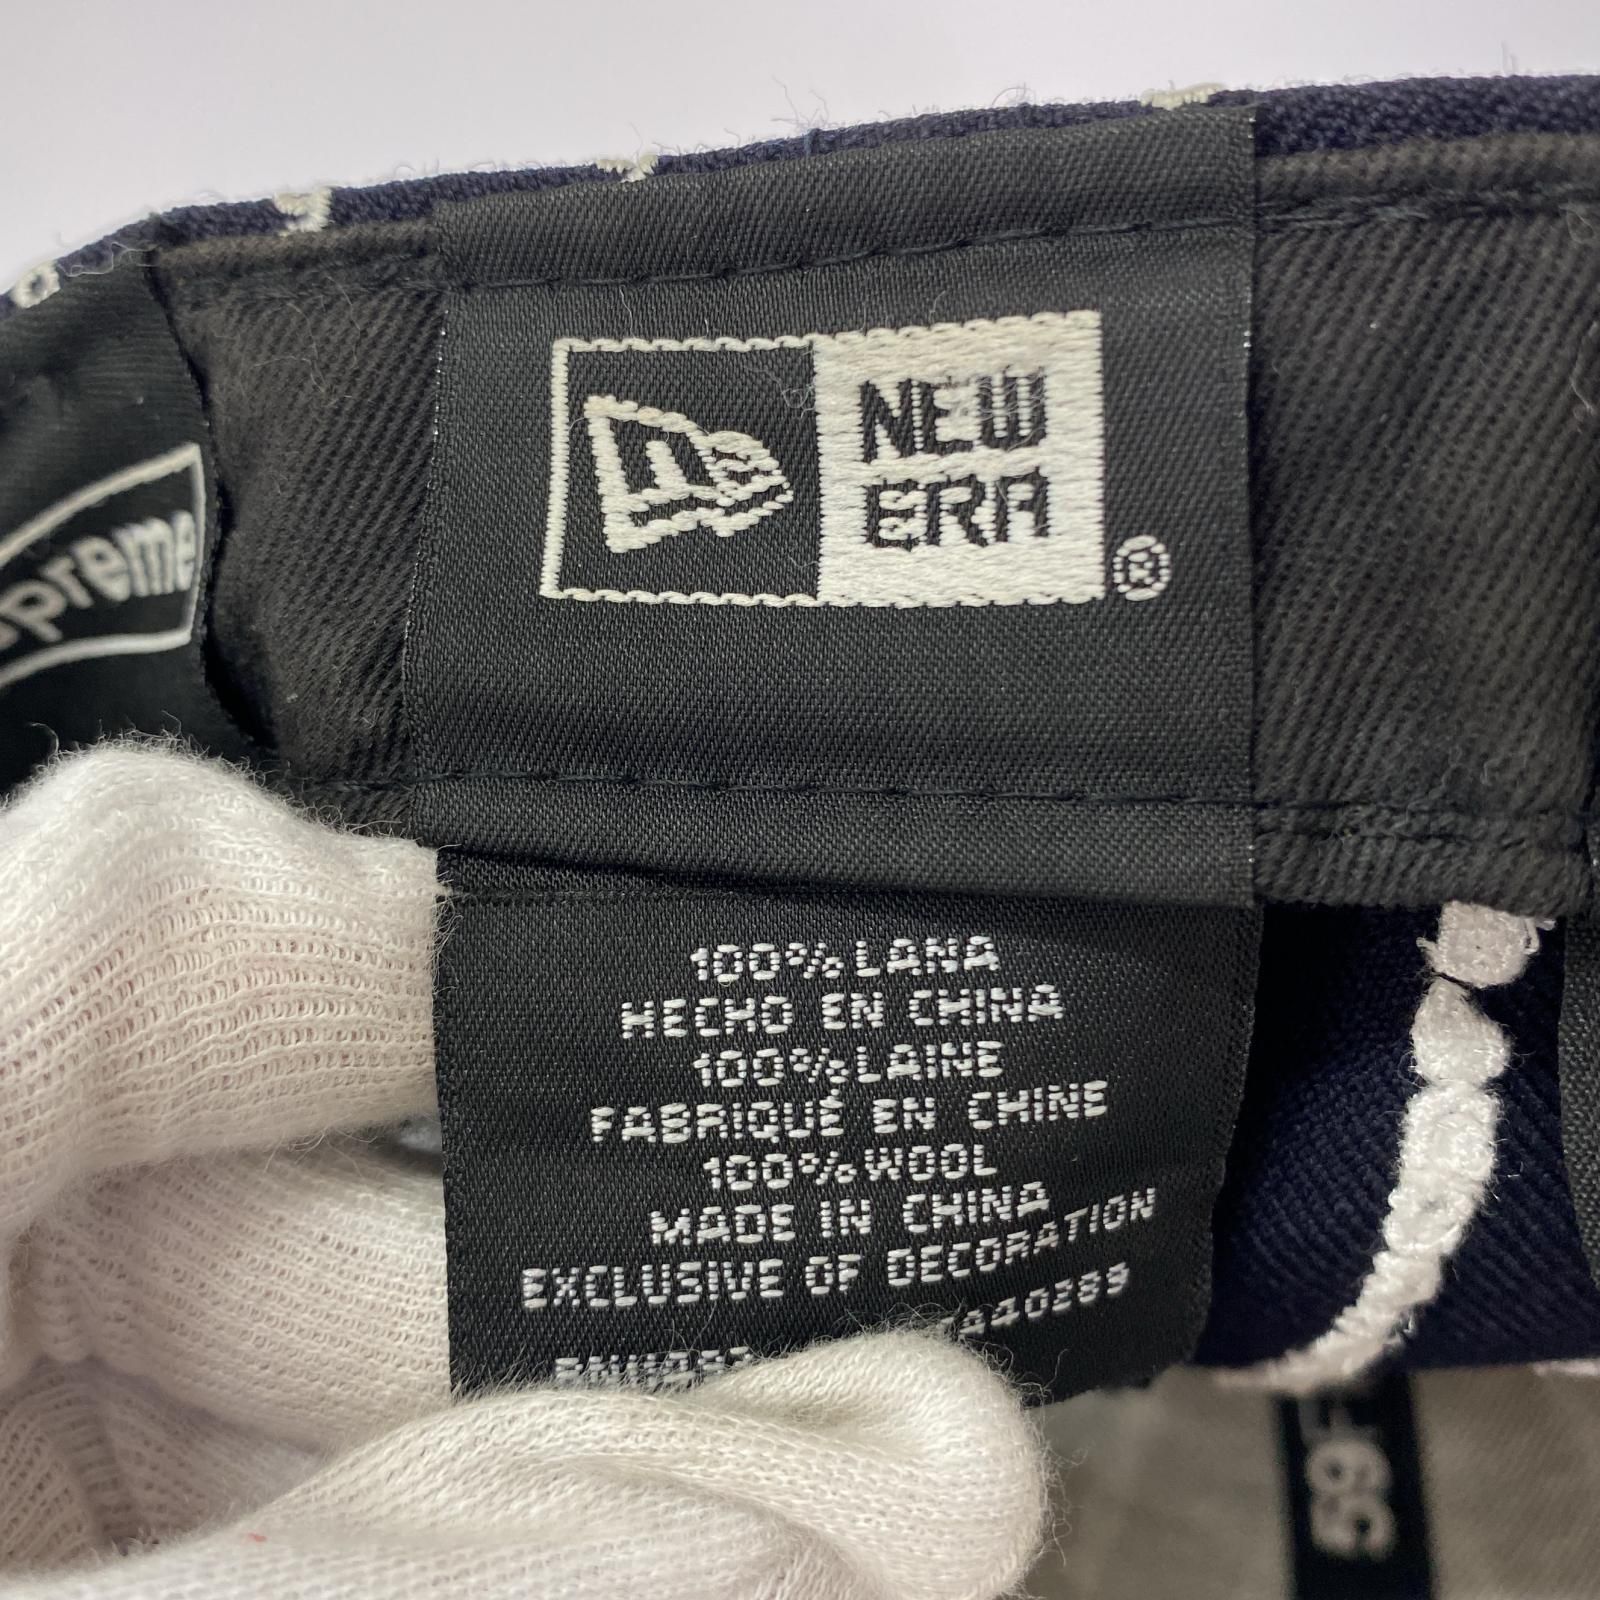 NEW
ERA
®
100% LANA
HECHO EN CHINA
100% LAINE
FABRIQUÉ EN CHINE
100% WOOL
MADE IN CHINA
EXCLUSIVE OF DECORATION
59